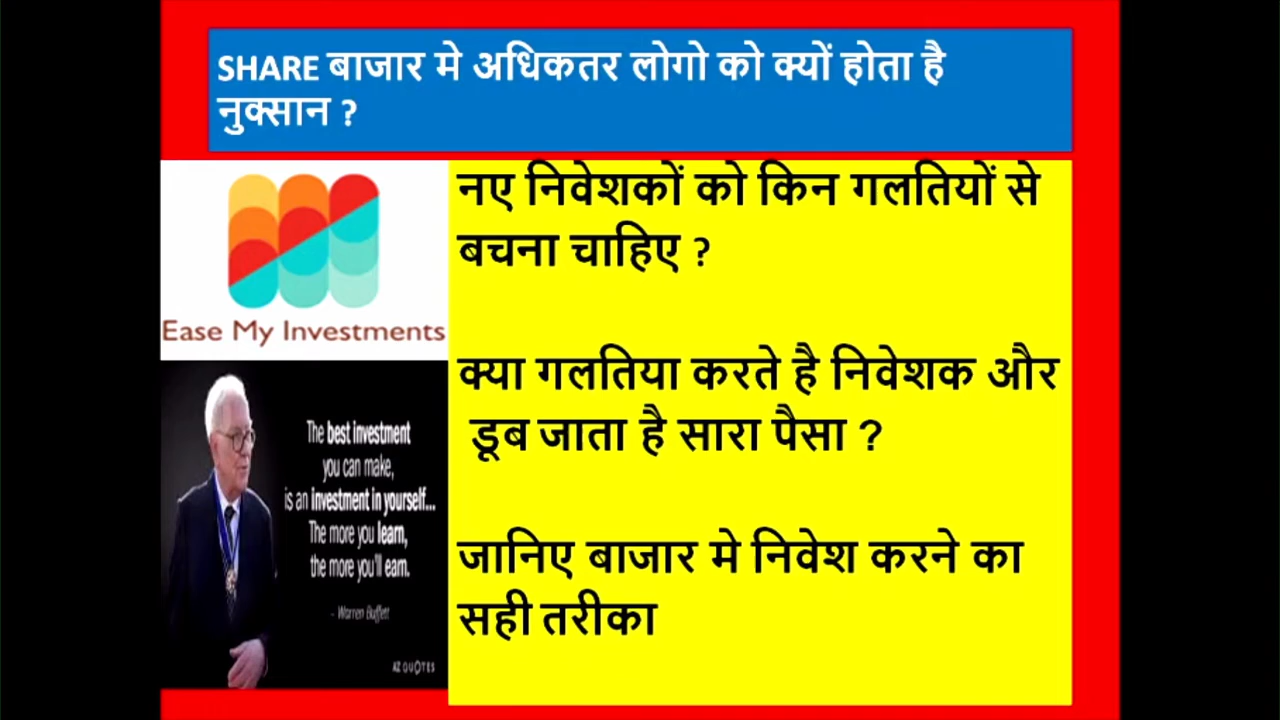 SHARE बाजार मे अधिकतर लोगो को क्यों होता है
नुक्सान ?
नए निवेशकों को किन गलतियों से
बचना चाहिए ?
क्या गलतिया करते है निवेशक और
डूब जाता है सारा पैसा ?
जानिए बाजार मे निवेश करने का
सही तरीका
Ease My Investments
The best investment
you can make,
is an investment in yourself...
The more you learn,
the more you'll earn.
- Warren Buffett
AZ QUOTES